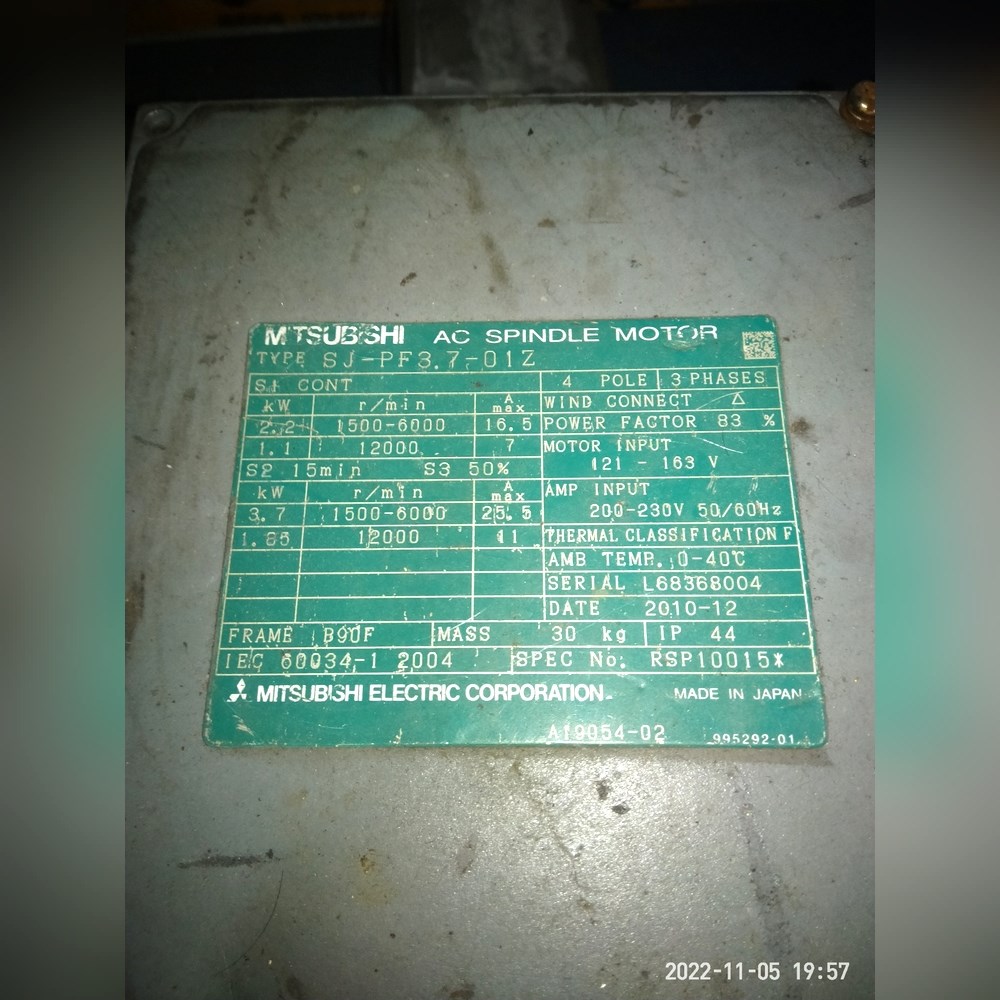 MITSUBISHI AC SPINDLE MOTOR
TYPE SJ-PF3.7-01Z
S1 CONT
4 POLE 3 PHASES
kW r/min A max
WIND CONNECT Δ
2.2 1500-6000 16.5
POWER FACTOR 83 %
1.1 12000 7
MOTOR INPUT
121 - 163 V
S2 15min S3 50%
kW r/min A max
AMP INPUT
200-230V 50/60Hz
3.7 1500-6000 25.5
1.85 12000 11
THERMAL CLASSIFICATION F
AMB TEMP. 0-40℃
SERIAL L68368004
DATE 2010-12
FRAME B90F MASS 30 kg IP 44
IEC 60034-1 2004 SPEC No. RSP10015*
MITSUBISHI ELECTRIC CORPORATION MADE IN JAPAN
A19054-02 995292-01
2022-11-05 19:57